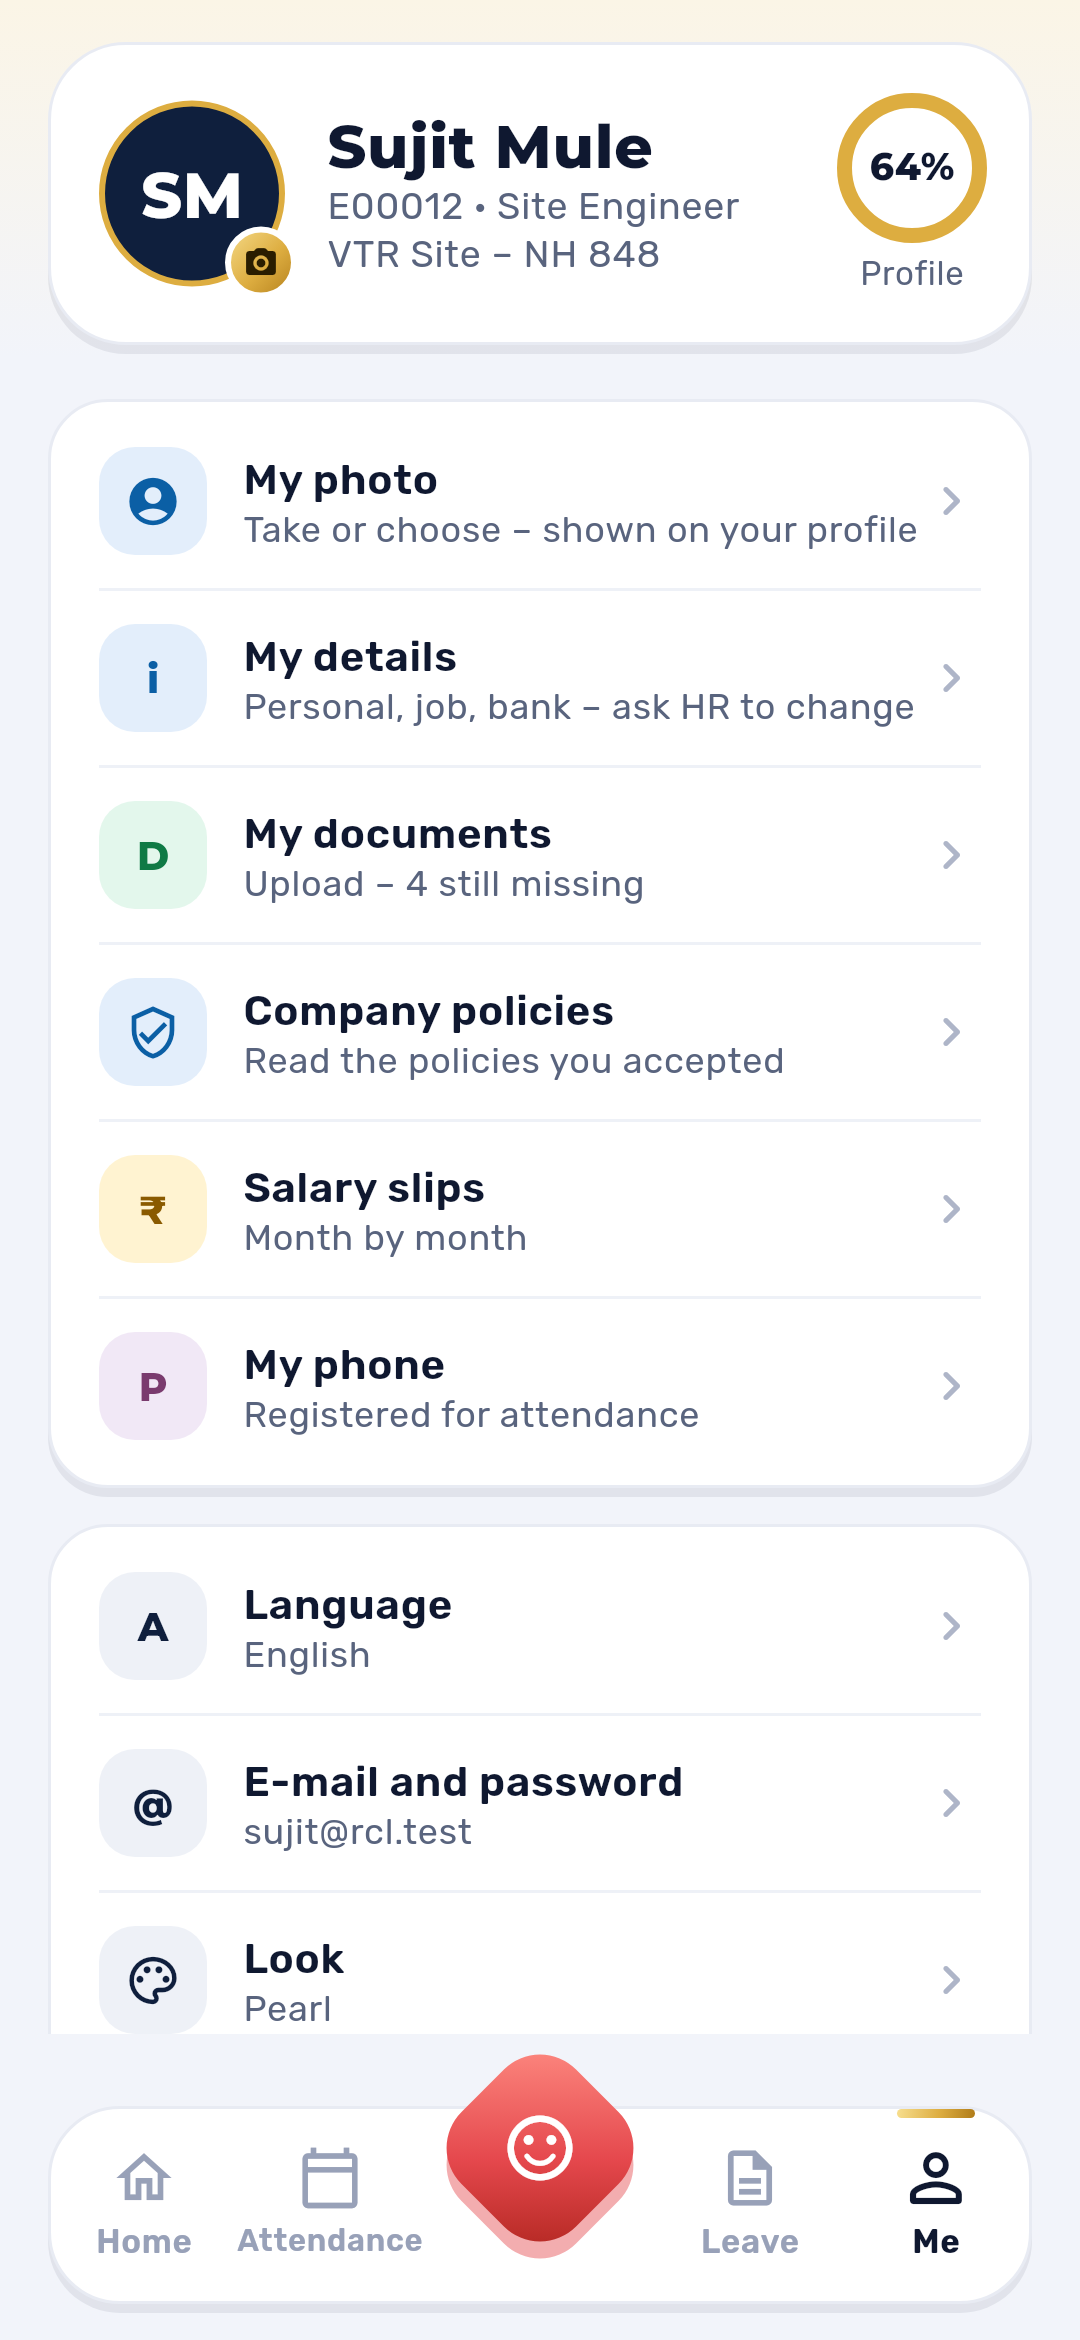 SM
Sujit Mule
E00012 • Site Engineer
VTR Site – NH 848
64%
Profile
My photo
Take or choose – shown on your profile
i
My details
Personal, job, bank – ask HR to change
D
My documents
Upload – 4 still missing
Company policies
Read the policies you accepted
₹
Salary slips
Month by month
P
My phone
Registered for attendance
A
Language
English
@
E-mail and password
sujit@rcl.test
Look
Pearl
Home
Attendance
Leave
Me